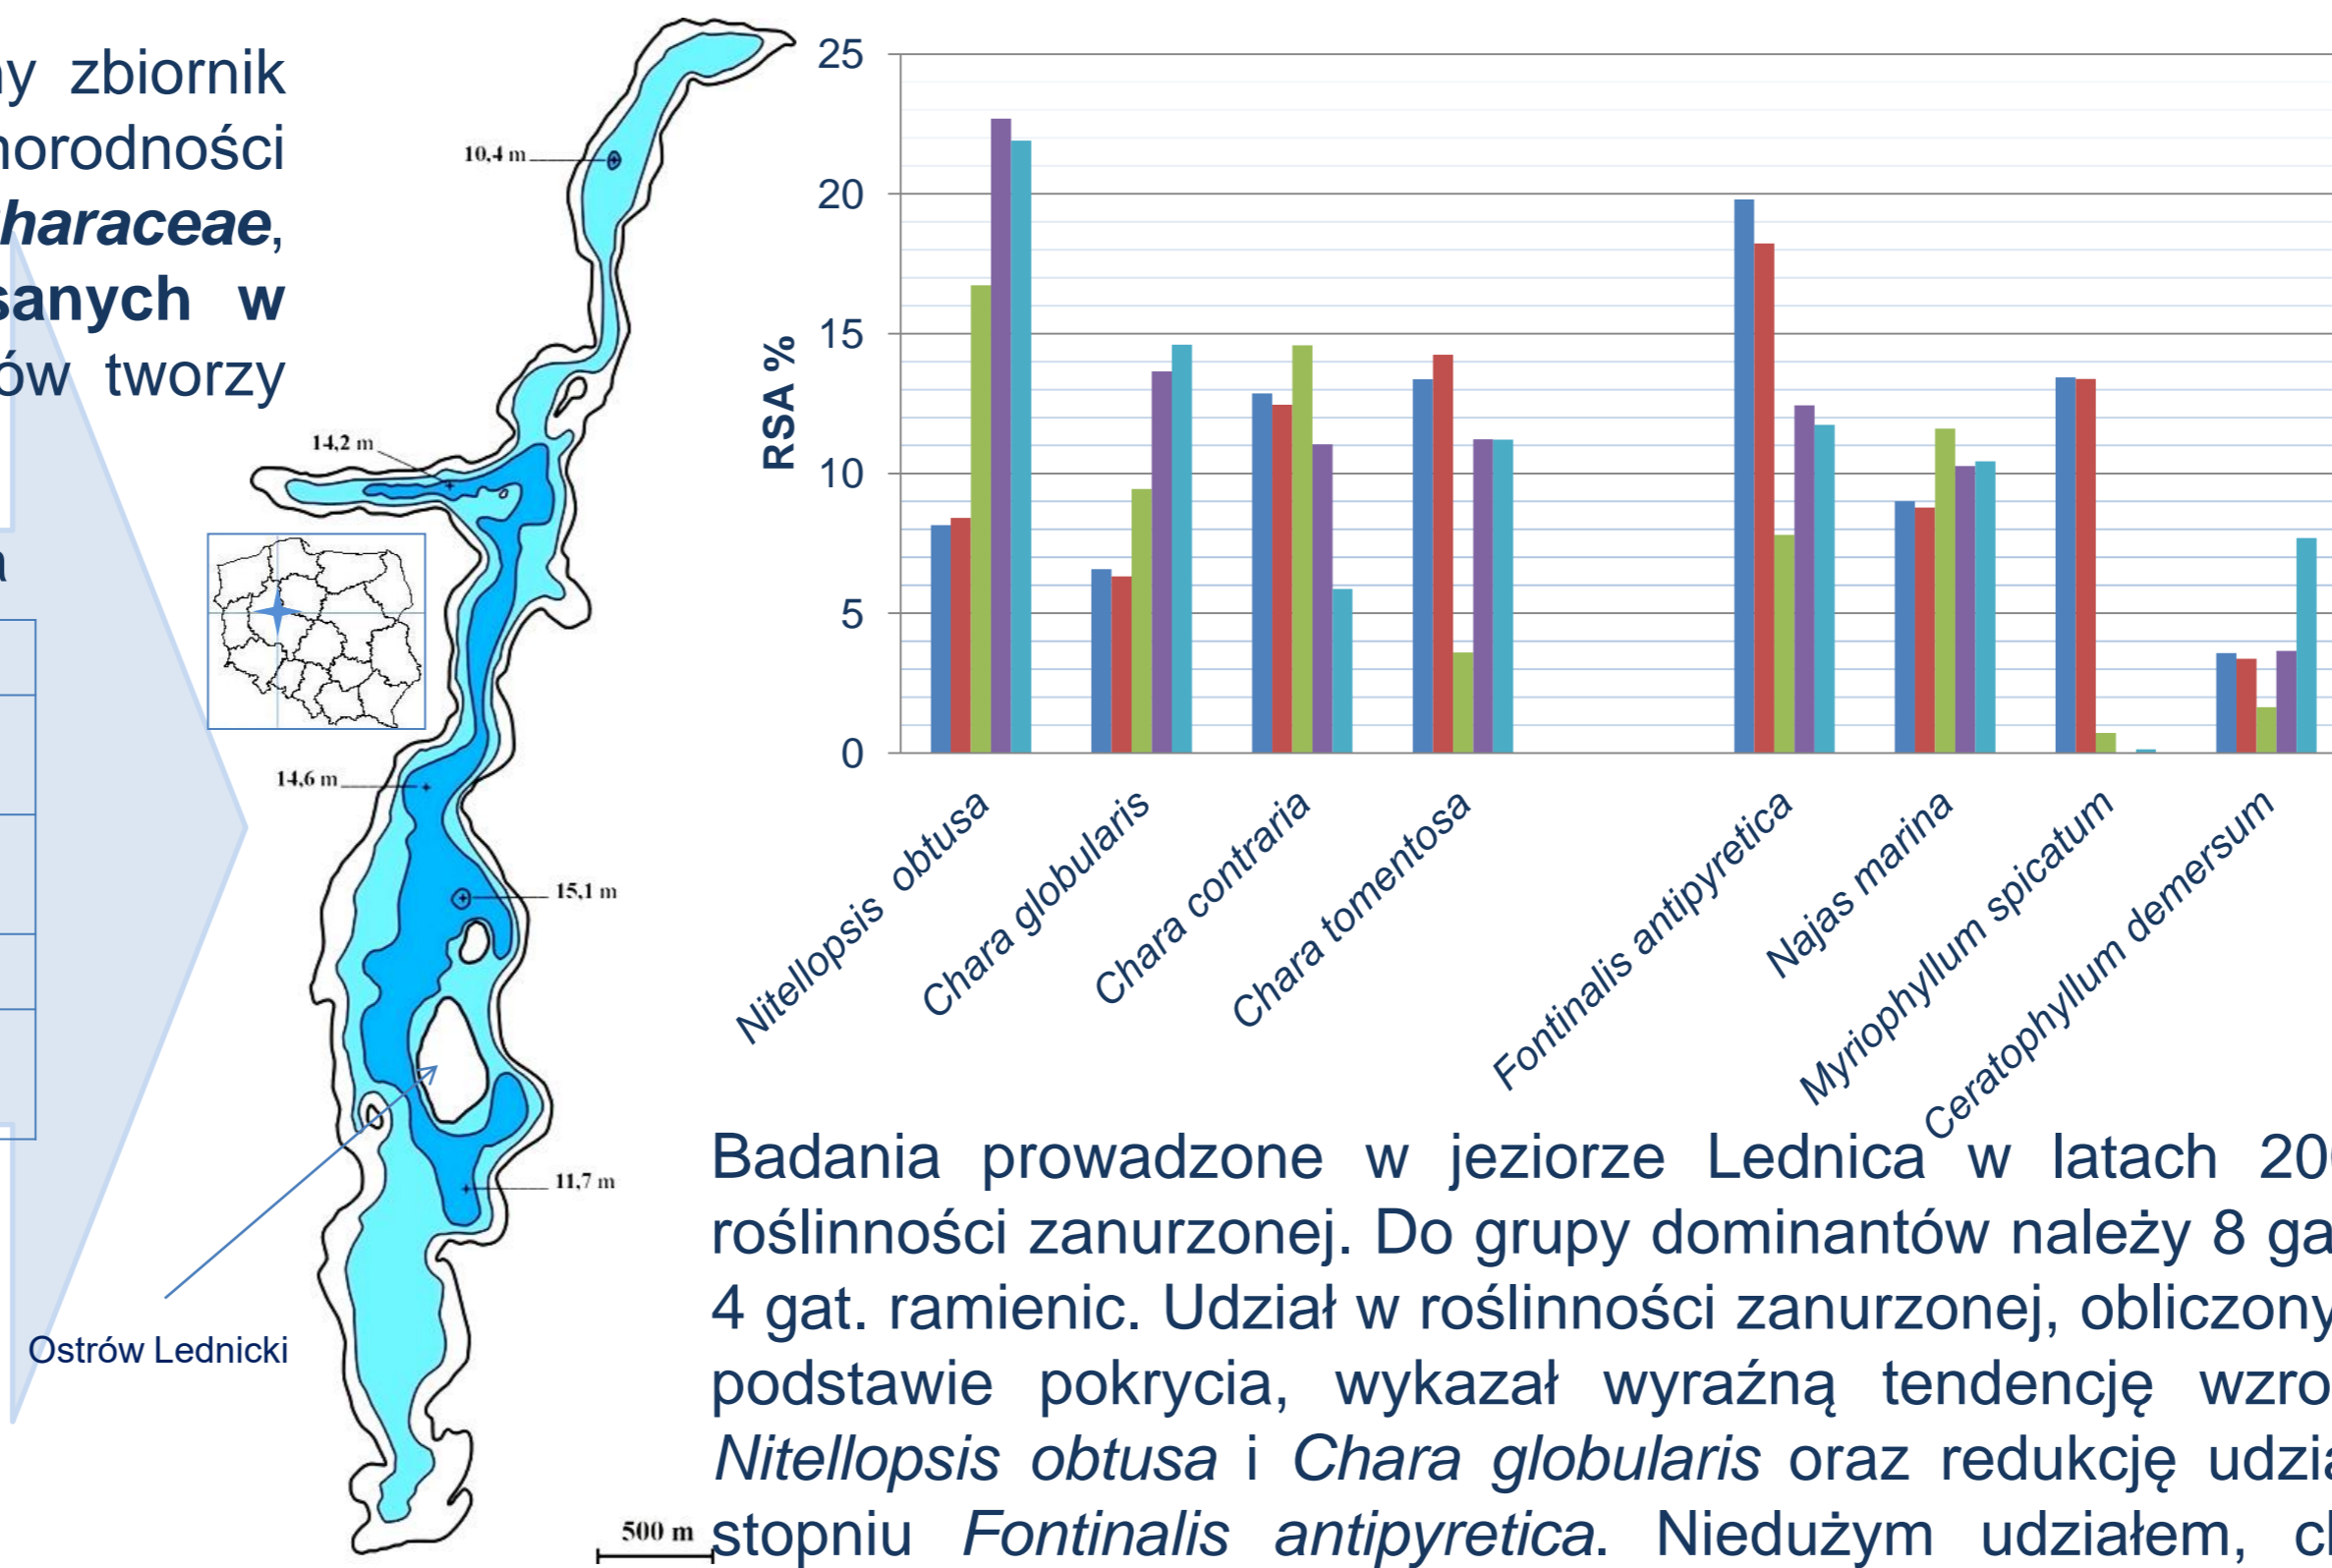 ny zbiornik
norodności
haraceae,
sanych w
ów tworzy
a
Ostrów Lednicki
10,4 m
14,2 m
14,6 m
15,1 m
11,7 m
500 m
RSA %
25
20
15
10
5
0
Nitellopsis obtusa
Chara globularis
Chara contraria
Chara tomentosa
Fontinalis antipyretica
Najas marina
Myriophyllum spicatum
Ceratophyllum demersum
Badania prowadzone w jeziorze Lednica w latach 200
roślinności zanurzonej. Do grupy dominantów należy 8 ga
4 gat. ramienic. Udział w roślinności zanurzonej, obliczony
podstawie pokrycia, wykazał wyraźną tendencję wzro
Nitellopsis obtusa i Chara globularis oraz redukcję udzia
stopniu Fontinalis antipyretica. Niedużym udziałem, ch